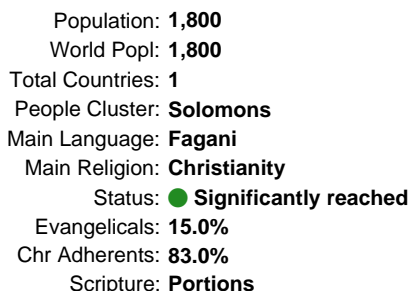 Population: 1,800
World Popl: 1,800
Total Countries: 1
People Cluster: Solomons
Main Language: Fagani
Main Religion: Christianity
Status: Significantly reached
Evangelicals: 15.0%
Chr Adherents: 83.0%
Scripture: Portions